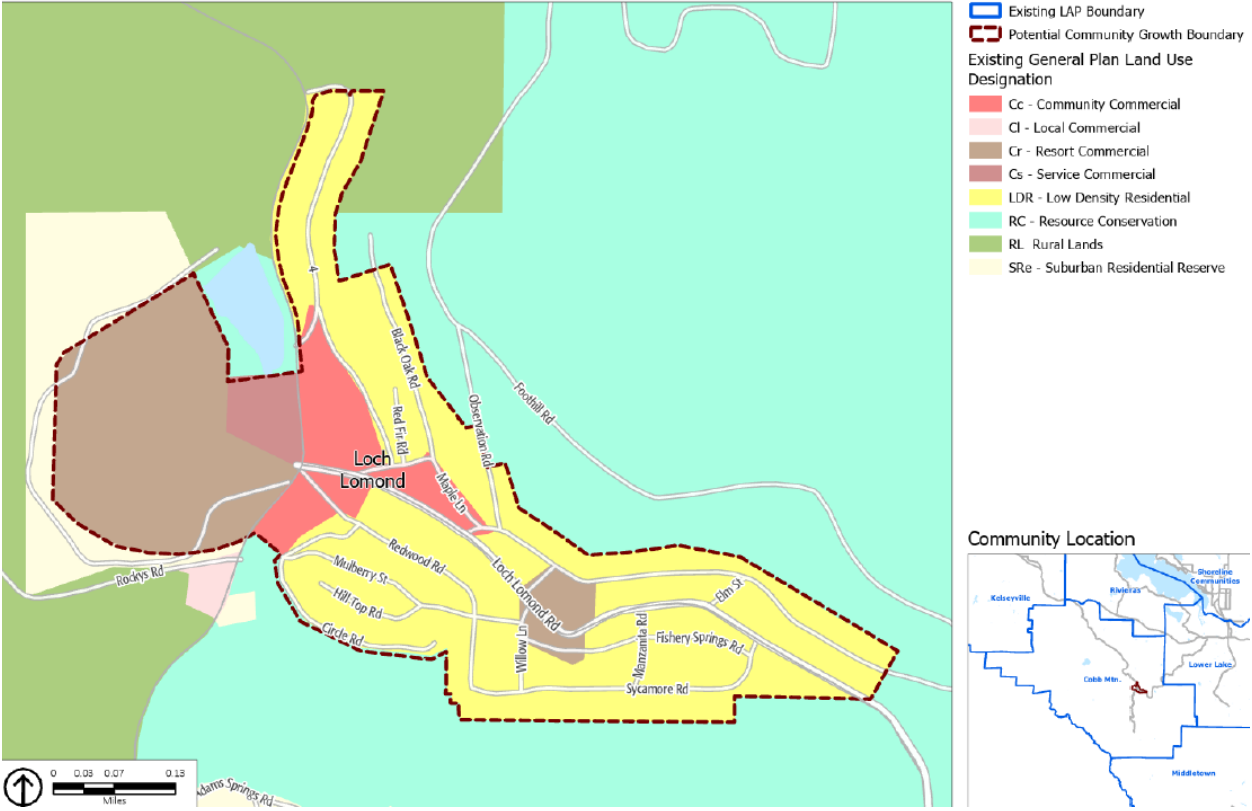 Existing LAP Boundary
Potential Community Growth Boundary
Existing General Plan Land Use
Designation
Cc - Community Commercial
Cl - Local Commercial
Cr - Resort Commercial
Cs - Service Commercial
LDR - Low Density Residential
RC - Resource Conservation
RL Rural Lands
SRe - Suburban Residential Reserve
4
Black Oak Rd
Red Fir Rd
Observation Rd
Foothill Rd
Loch
Lomond
Maple Ln
Redwood Rd
Loch Lomond Rd
Mulberry St
Hill Top Rd
Circle Rd
Rockys Rd
Elm St
Willow Ln
Manzanita Rd
Fishery Springs Rd
Sycamore Rd
Adams Springs Rd
0 0.03 0.07 0.13
Miles
Community Location
Kelseyville
Rivieras
Shoreline
Communities
Lower Lake
Cobb Mtn.
Middletown